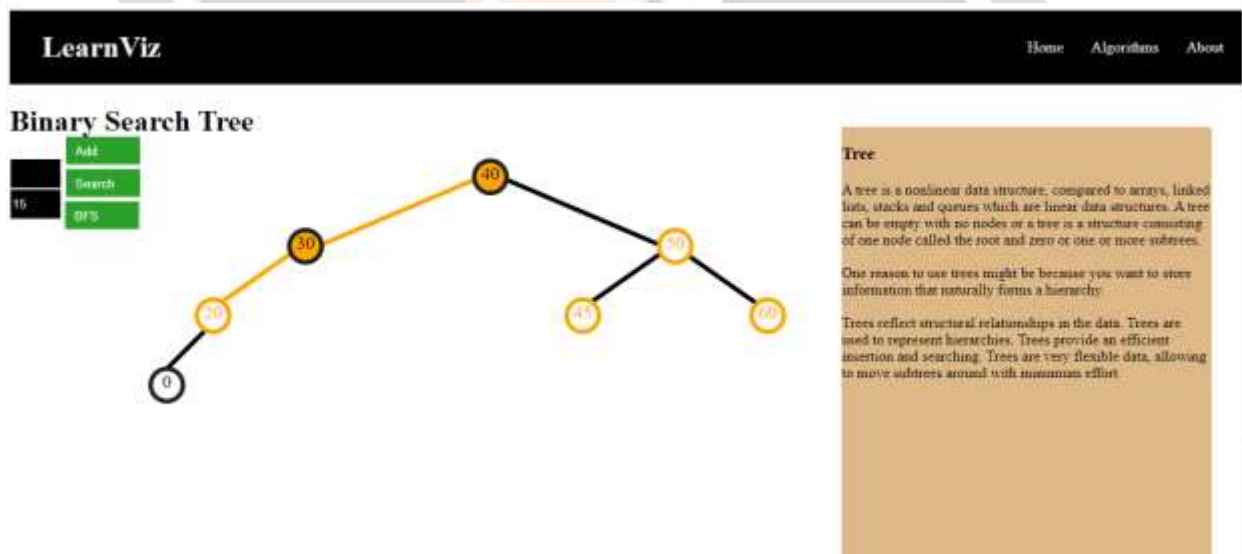 LearnViz
Home Algorithms About
Binary Search Tree
Add
Search
15
BFS
40
30
50
20
45
60
0
Tree
A tree is a nonlinear data structure, compared to arrays, linked
lists, stacks and queues which are linear data structures. A tree
can be empty with no nodes or a tree is a structure consisting
of one node called the root and zero or one or more subtrees.
One reason to use trees might be because you want to store
information that naturally forms a hierarchy.
Trees reflect structural relationships in the data. Trees are
used to represent hierarchies. Trees provide an efficient
insertion and searching. Trees are very flexible data, allowing
to move subtrees around with minimum effort